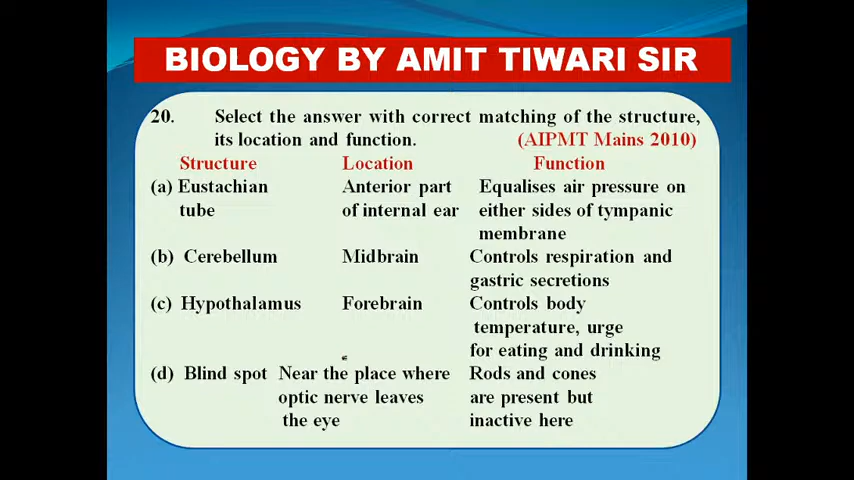 BIOLOGY BY AMIT TIWARI SIR
20. Select the answer with correct matching of the structure,
its location and function. (AIPMT Mains 2010)
Structure Location Function
(a) Eustachian Anterior part Equalises air pressure on
tube of internal ear either sides of tympanic
membrane
(b) Cerebellum Midbrain Controls respiration and
gastric secretions
(c) Hypothalamus Forebrain Controls body
temperature, urge
for eating and drinking
(d) Blind spot Near the place where Rods and cones
optic nerve leaves are present but
the eye inactive here